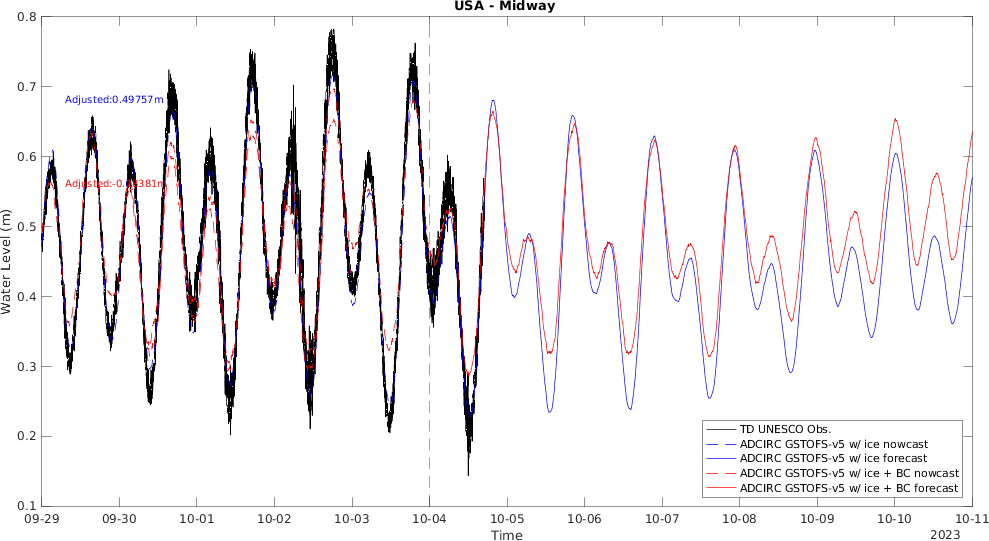 USA - Midway
Water Level (m)
0.8
0.7
0.6
0.5
0.4
0.3
0.2
0.1
Adjusted:0.49757m
TD UNESCO Obs.
ADCIRC GSTOFS-v5 w/ ice nowcast
ADCIRC GSTOFS-v5 w/ ice forecast
ADCIRC GSTOFS-v5 w/ ice + BC nowcast
ADCIRC GSTOFS-v5 w/ ice + BC forecast
09-29 09-30 10-01 10-02 10-03 10-04 10-05 10-06 10-07 10-08 10-09 10-10 10-11
Time
2023